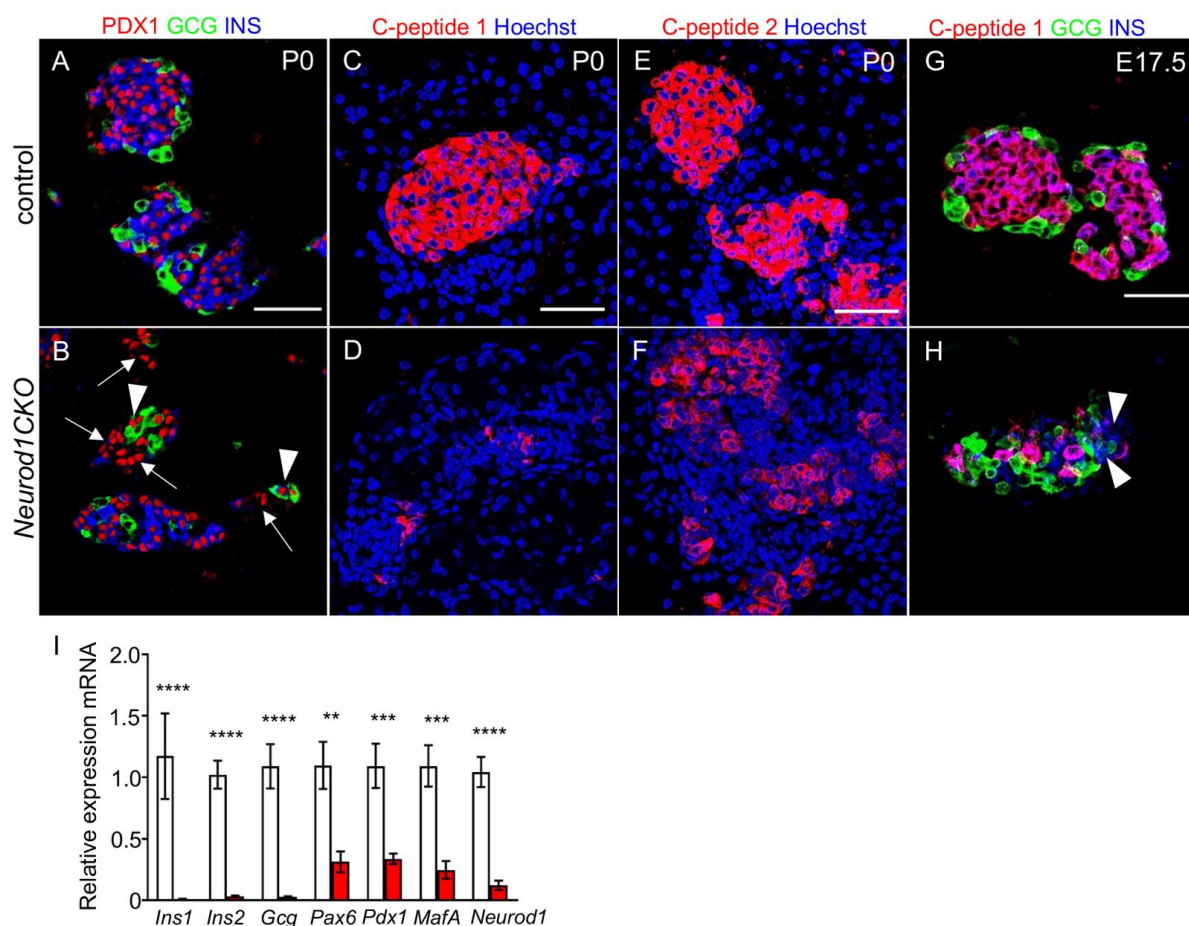 PDX1 GCG INS
C-peptide 1 Hoechst
C-peptide 2 Hoechst
C-peptide 1 GCG INS
control
A P0
C P0
E P0
G E17.5
Neurod1CKO
B
D
F
H
I
Relative expression mRNA
2.0
1.5
1.0
0.5
0
****
****
****
**
***
***
****
Ins1 Ins2 Gcg Pax6 Pdx1 MafA Neurod1